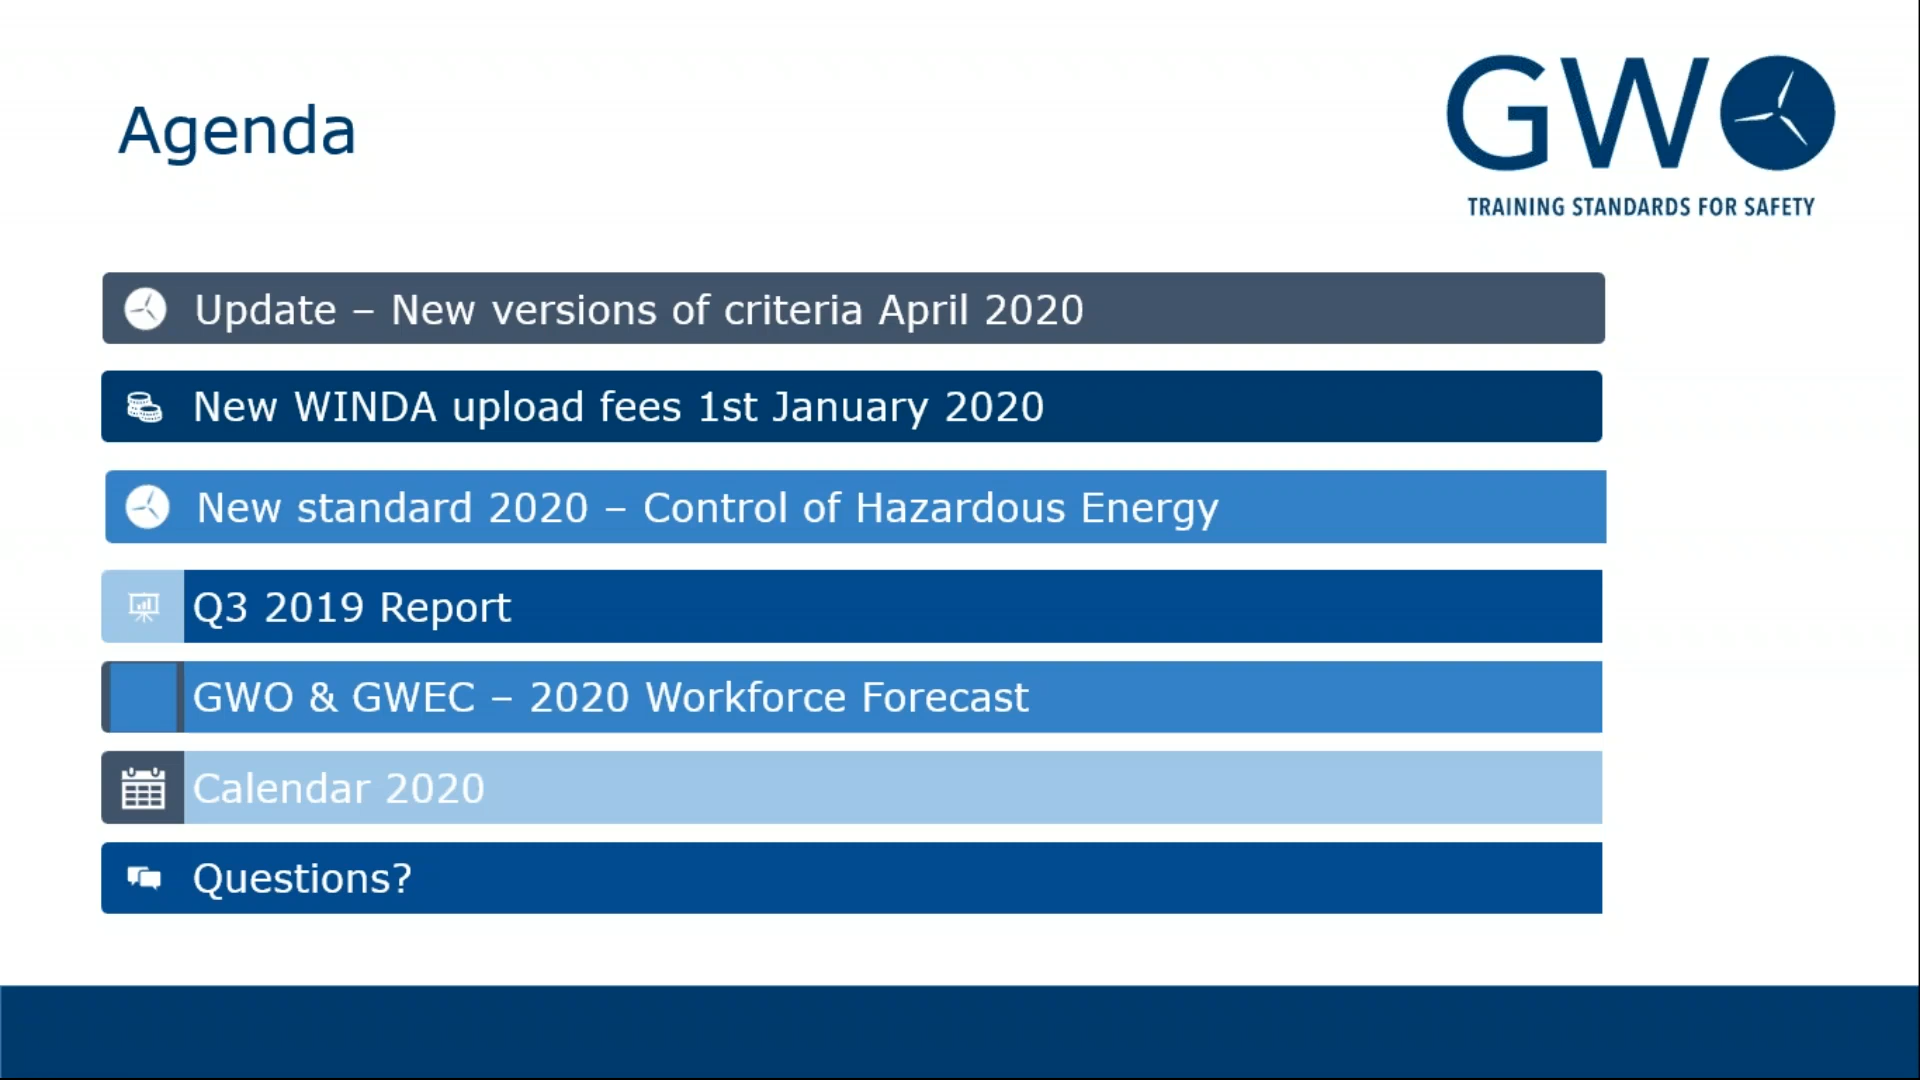 Agenda
GWO
TRAINING STANDARDS FOR SAFETY
Update – New versions of criteria April 2020
New WINDA upload fees 1st January 2020
New standard 2020 – Control of Hazardous Energy
Q3 2019 Report
GWO & GWEC – 2020 Workforce Forecast
Calendar 2020
Questions?